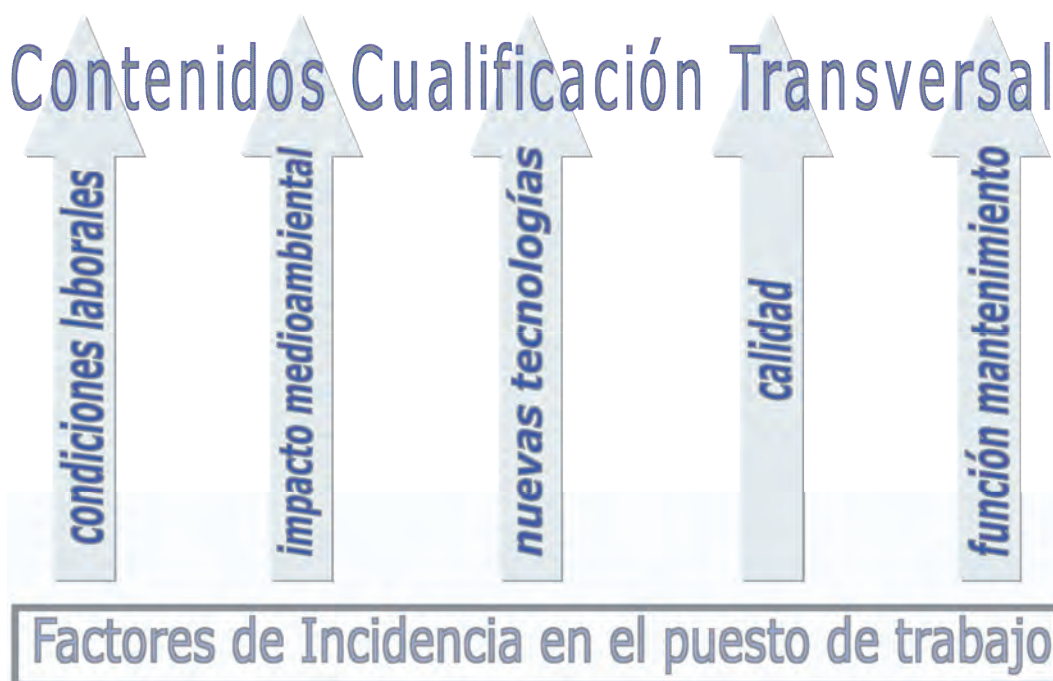 Contenidos Cualificación Transversal
condiciones laborales
impacto medioambiental
nuevas tecnologías
calidad
función mantenimiento
Factores de Incidencia en el puesto de trabajo